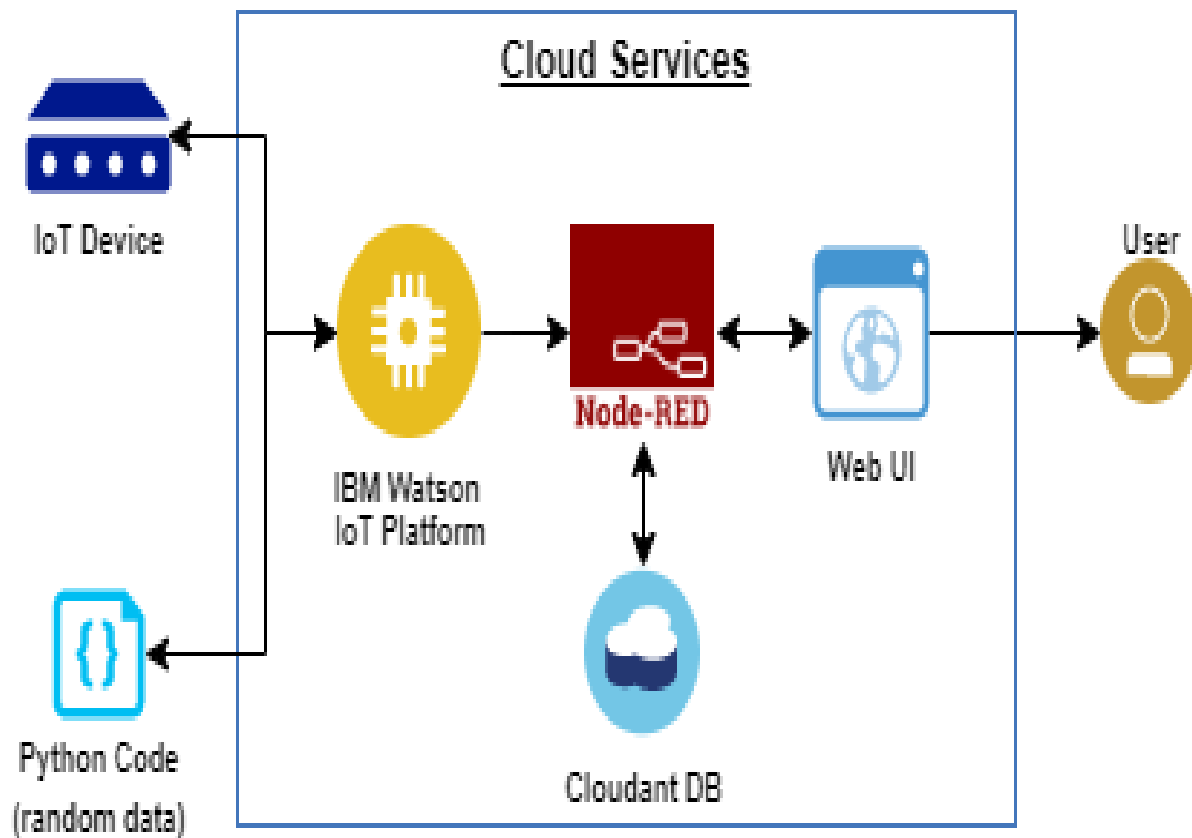 Cloud Services
IoT Device
User
Node-RED
Web UI
IBM Watson
IoT Platform
Python Code
(random data)
Cloudant DB